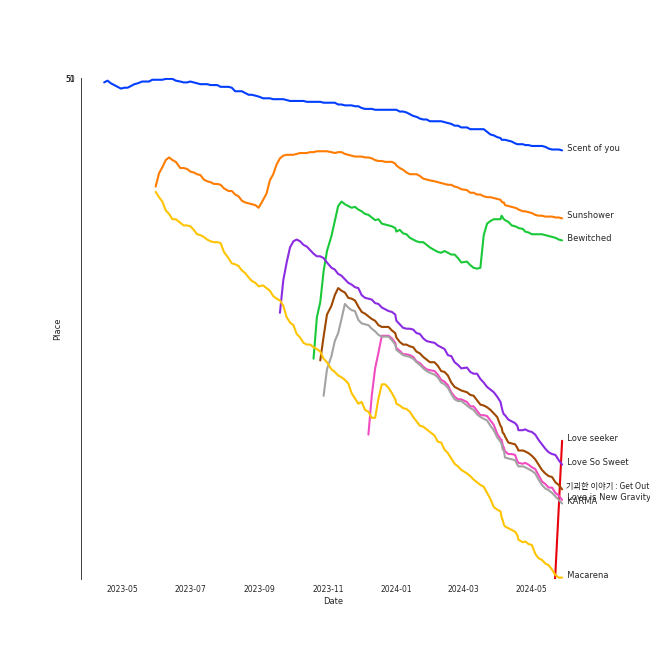 Scent of you
Sunshower
Bewitched
Place
Love seeker
Love So Sweet
기괴한 이야기 : Get Out
Love is New Gravity
KARMA
Macarena
2023-05 2023-07 2023-09 2023-11 2024-01 2024-03 2024-05
Date